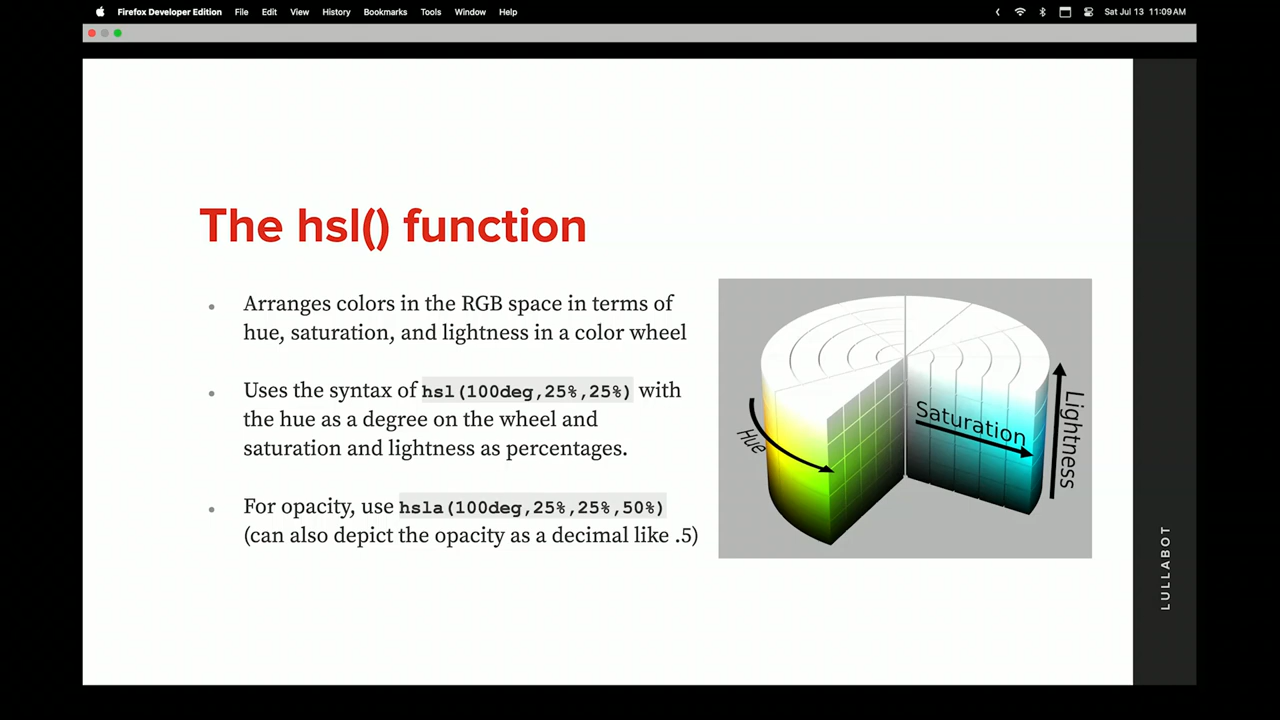 Firefox Developer Edition File Edit View History Bookmarks Tools Window Help Sat Jul 13 11:09 AM
The hsl() function
• Arranges colors in the RGB space in terms of
hue, saturation, and lightness in a color wheel
• Uses the syntax of hsl(100deg,25%,25%) with
the hue as a degree on the wheel and
saturation and lightness as percentages.
• For opacity, use hsla(100deg,25%,25%,50%)
(can also depict the opacity as a decimal like .5)
Hue
Saturation
Lightness
LULLABOT